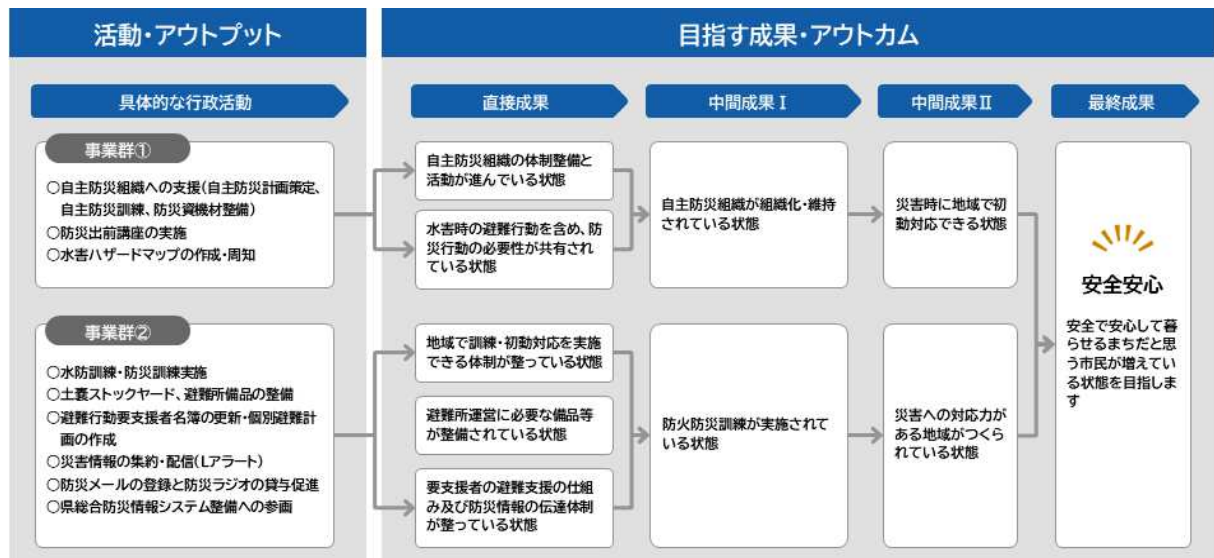 活動・アウトプット
目指す成果・アウトカム
具体的な行政活動
直接成果
中間成果Ⅰ
中間成果Ⅱ
最終成果
事業群①
○自主防災組織への支援(自主防災計画策定、
自主防災訓練、防災資機材整備)
○防災出前講座の実施
○水害ハザードマップの作成・周知
自主防災組織の体制整備と
活動が進んでいる状態
水害時の避難行動を含め、防
災行動の必要性が共有され
ている状態
自主防災組織が組織化・維持
されている状態
災害時に地域で初
動対応できる状態
事業群②
○水防訓練・防災訓練実施
○土嚢ストックヤード、避難所備品の整備
○避難行動要支援者名簿の更新・個別避難計
画の作成
○災害情報の集約・配信(Lアラート)
○防災メールの登録と防災ラジオの貸与促進
○県総合防災情報システム整備への参画
地域で訓練・初動対応を実施
できる体制が整っている状態
避難所運営に必要な備品等
が整備されている状態
要支援者の避難支援の仕組
み及び防災情報の伝達体制
が整っている状態
防火防災訓練が実施されて
いる状態
災害への対応力が
ある地域がつくら
れている状態
安全安心
安全で安心して暮
らせるまちだと思
う市民が増えてい
る状態を目指しま
す